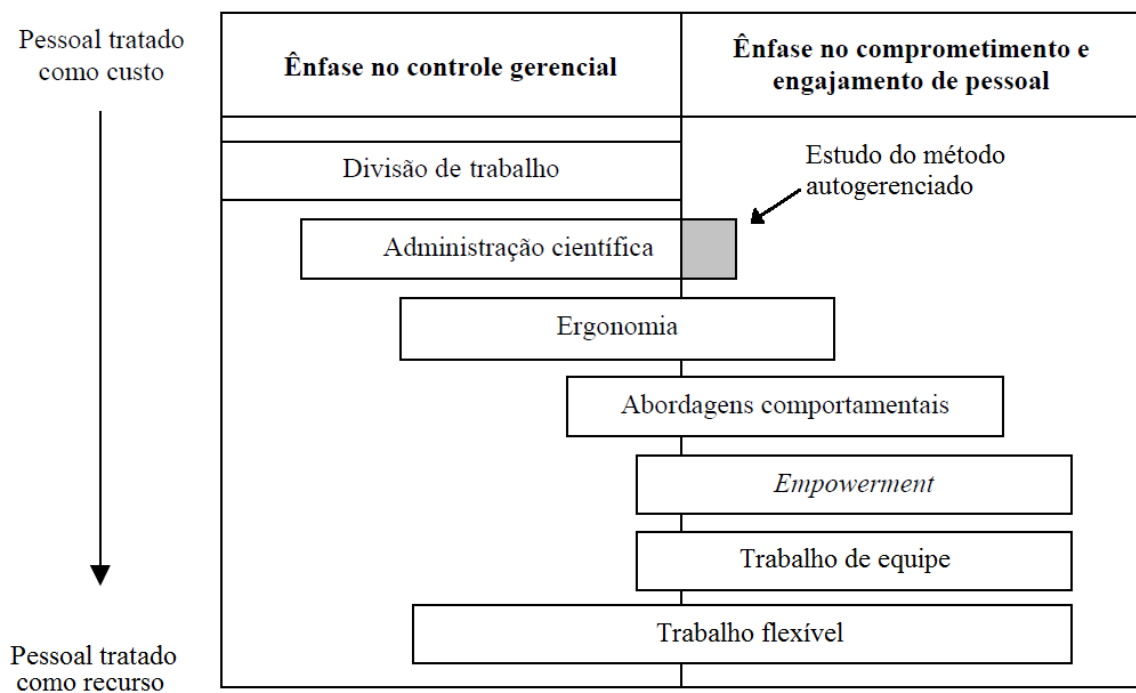 Pessoal tratado
como custo
Ênfase no controle gerencial
Ênfase no comprometimento e
engajamento de pessoal
Divisão de trabalho
Estudo do método
autogerenciado
Administração científica
Ergonomia
Abordagens comportamentais
Empowerment
Trabalho de equipe
Trabalho flexível
Pessoal tratado
como recurso